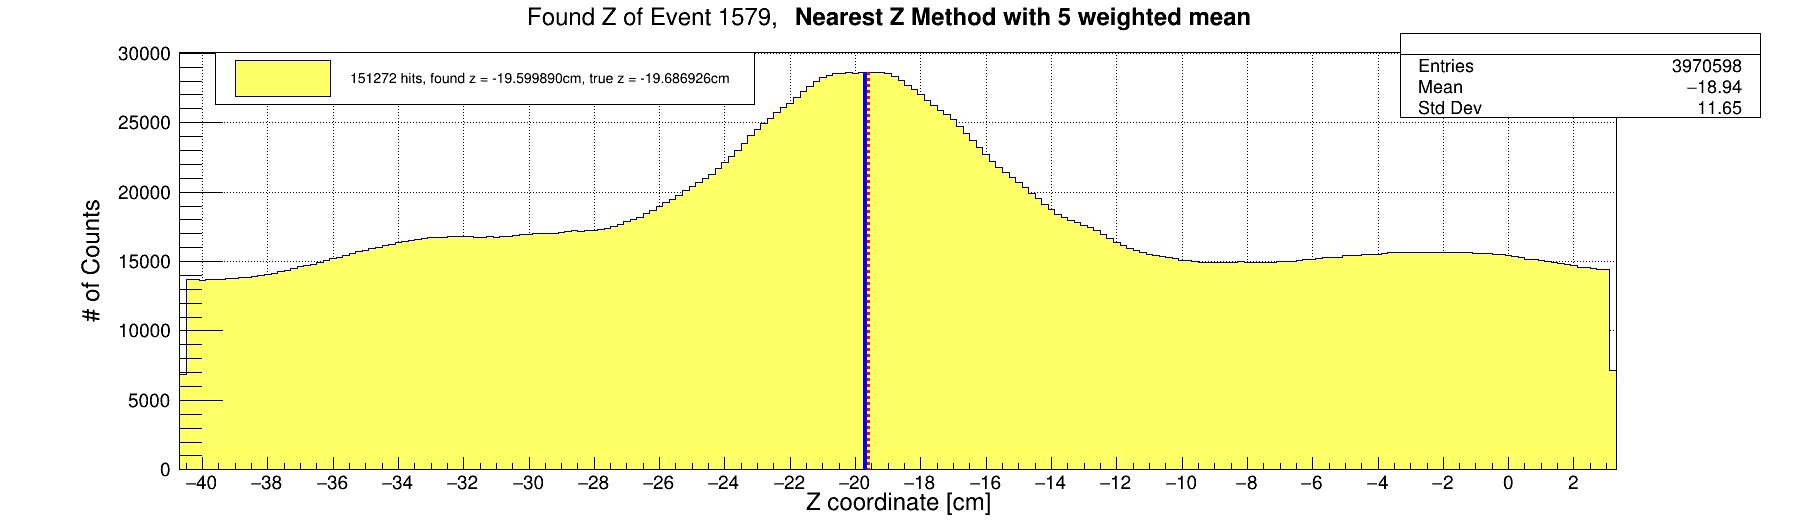 Found Z of Event 1579, Nearest Z Method with 5 weighted mean
30000
25000
20000
15000
10000
5000
0
# of Counts
151272 hits, found z = -19.599890cm, true z = -19.686926cm
Entries 3970598
Mean −18.94
Std Dev 11.65
−40 −38 −36 −34 −32 −30 −28 −26 −24 −22 −20 −18 −16 −14 −12 −10 −8 −6 −4 −2 0 2
Z coordinate [cm]